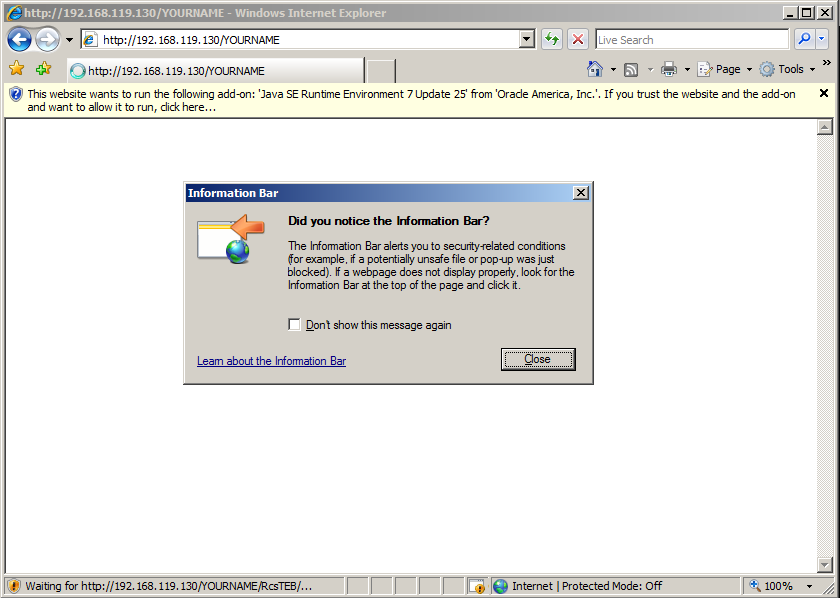 http://192.168.119.130/YOURNAME - Windows Internet Explorer
http://192.168.119.130/YOURNAME
Live Search
http://192.168.119.130/YOURNAME
Page
Tools
This website wants to run the following add-on: 'Java SE Runtime Environment 7 Update 25' from 'Oracle America, Inc.'. If you trust the website and the add-on
and want to allow it to run, click here...
Information Bar
Did you notice the Information Bar?
The Information Bar alerts you to security-related conditions
(for example, if a potentially unsafe file or pop-up was just
blocked). If a webpage does not display properly, look for the
Information Bar at the top of the page and click it.
Don't show this message again
Learn about the Information Bar
Close
Waiting for http://192.168.119.130/YOURNAME/RcsTEB/...
Internet | Protected Mode: Off
100%